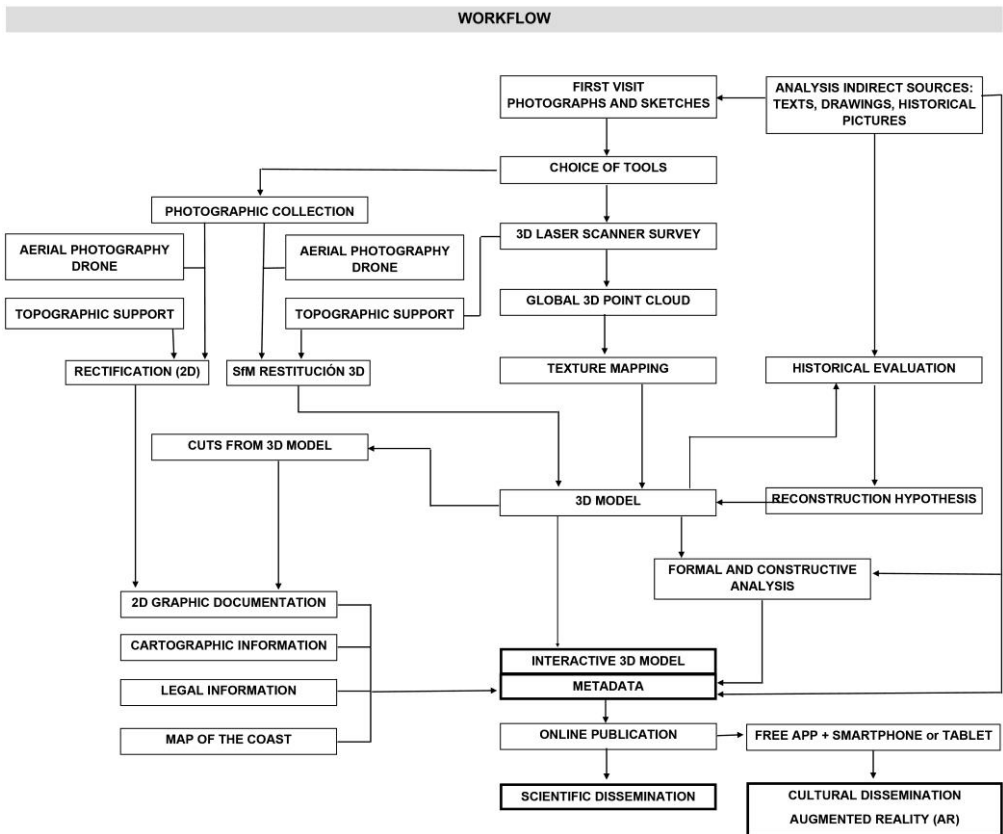 WORKFLOW
FIRST VISIT
PHOTOGRAPHS AND SKETCHES
ANALYSIS INDIRECT SOURCES:
TEXTS, DRAWINGS, HISTORICAL
PICTURES
CHOICE OF TOOLS
PHOTOGRAPHIC COLLECTION
3D LASER SCANNER SURVEY
AERIAL PHOTOGRAPHY
DRONE
AERIAL PHOTOGRAPHY
DRONE
GLOBAL 3D POINT CLOUD
TOPOGRAPHIC SUPPORT
TOPOGRAPHIC SUPPORT
RECTIFICATION (2D)
SfM RESTITUCIÓN 3D
TEXTURE MAPPING
HISTORICAL EVALUATION
CUTS FROM 3D MODEL
3D MODEL
RECONSTRUCTION HYPOTHESIS
FORMAL AND CONSTRUCTIVE
ANALYSIS
2D GRAPHIC DOCUMENTATION
CARTOGRAPHIC INFORMATION
INTERACTIVE 3D MODEL
LEGAL INFORMATION
METADATA
MAP OF THE COAST
ONLINE PUBLICATION
FREE APP + SMARTPHONE or TABLET
SCIENTIFIC DISSEMINATION
CULTURAL DISSEMINATION
AUGMENTED REALITY (AR)